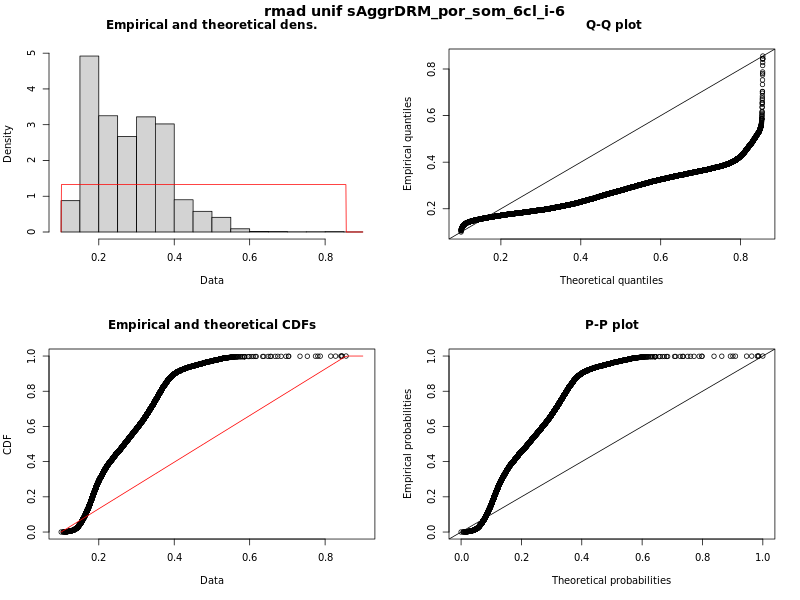 rmad unif sAggrDRM_por_som_6cl_i-6
Empirical and theoretical dens.
Density
0 1 2 3 4 5
0.2 0.4 0.6 0.8
Data
Q-Q plot
Empirical quantiles
0.2 0.4 0.6 0.8
0.2 0.4 0.6 0.8
Theoretical quantiles
Empirical and theoretical CDFs
CDF
0.0 0.2 0.4 0.6 0.8 1.0
0.2 0.4 0.6 0.8
Data
P-P plot
Empirical probabilities
0.0 0.2 0.4 0.6 0.8 1.0
0.0 0.2 0.4 0.6 0.8 1.0
Theoretical probabilities